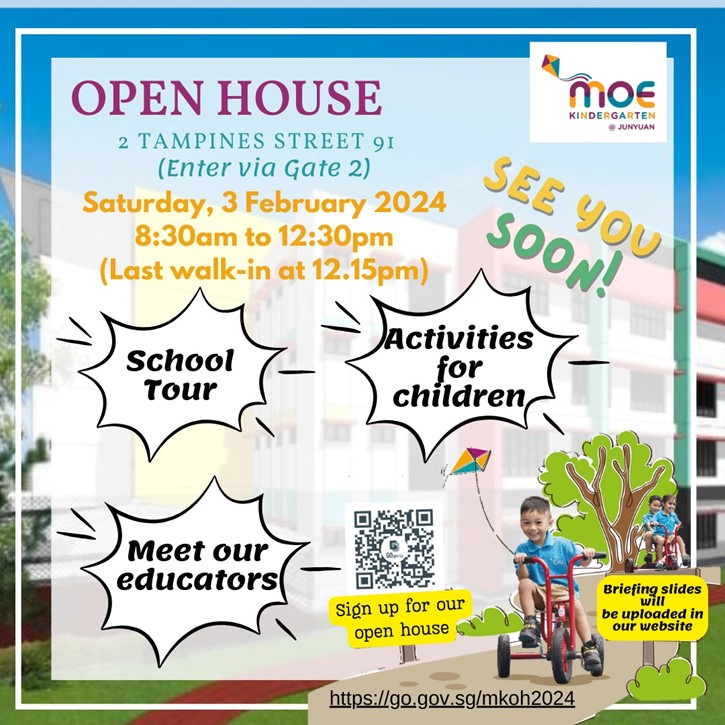 OPEN HOUSE
2 TAMPINES STREET 91
(Enter via Gate 2)
Saturday, 3 February 2024
8:30am to 12:30pm
(Last walk-in at 12.15pm)
moe
KINDERGARTEN
@ JUNYUAN
SEE YOU
SOON!
School
Tour
Activities
for
children
Meet our
educators
Sign up for our
open house
Briefing slides
will
be uploaded in
our website
https://go.gov.sg/mkoh2024